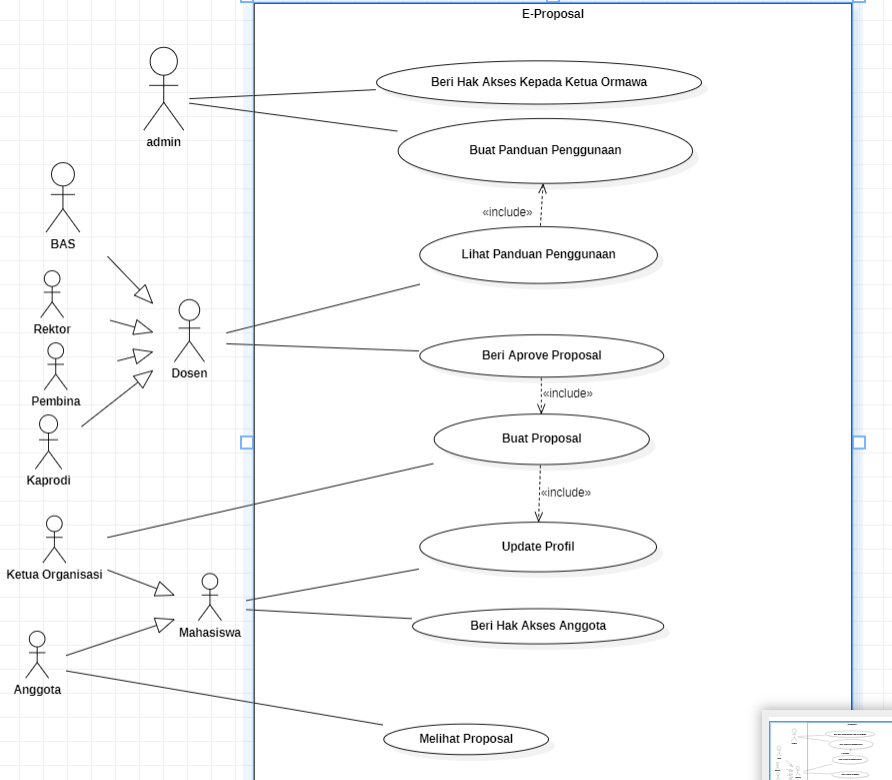 E-Proposal
Beri Hak Akses Kepada Ketua Ormawa
admin
Buat Panduan Penggunaan
«include»
BAS
Lihat Panduan Penggunaan
Rektor
Dosen
Beri Aprove Proposal
Pembina
«include»
Buat Proposal
Kaprodi
«include»
Update Profil
Ketua Organisasi
Mahasiswa
Beri Hak Akses Anggota
Anggota
Melihat Proposal